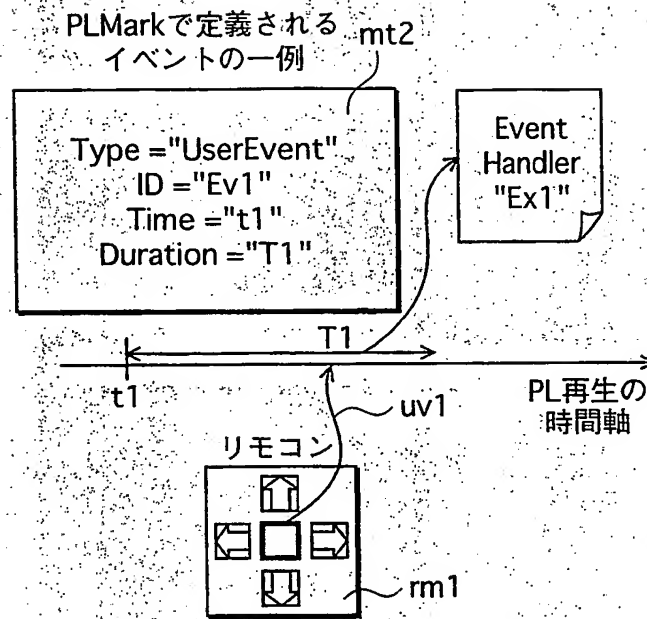 PLMarkで定義される
イベントの一例
mt2
Type ="UserEvent"
ID ="Ev1"
Time ="t1"
Duration ="T1"
Event
Handler
"Ex1"
T1
t1
uv1
PL再生の
時間軸
リモコン
rm1